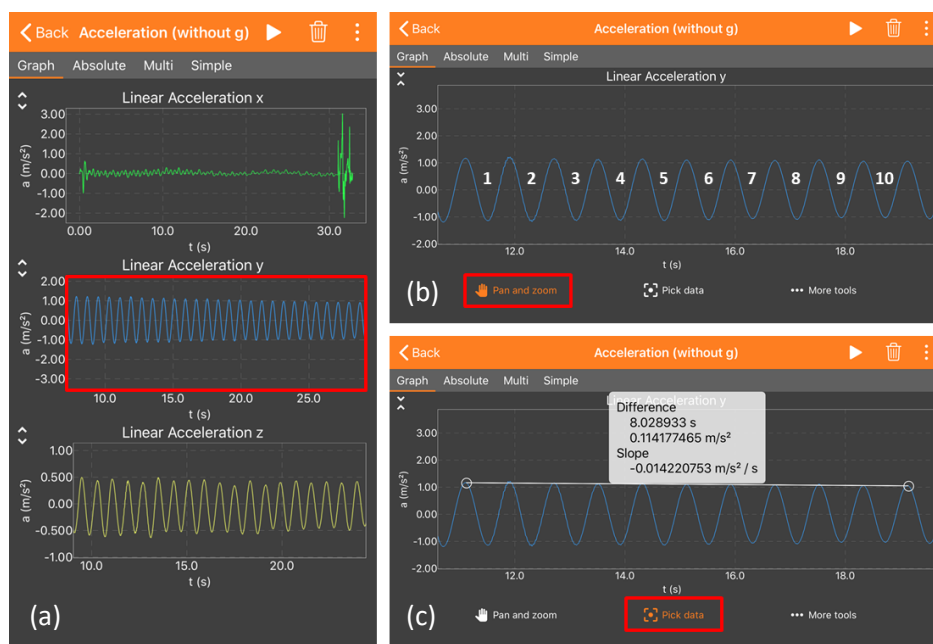 Back Acceleration (without g)
Graph Absolute Multi Simple
Linear Acceleration x
3.00
2.00
1.00
0.00
-1.00
-2.00
a (m/s²)
0.00 10.0 20.0 30.0
t (s)
Linear Acceleration y
2.00
1.00
0.00
-1.00
-2.00
-3.00
a (m/s²)
10.0 15.0 20.0 25.0
t (s)
Linear Acceleration z
1.00
0.500
0.00
-0.500
-1.00
a (m/s²)
10.0 15.0 20.0
t (s)
(a)
Back Acceleration (without g)
Graph Absolute Multi Simple
Linear Acceleration y
3.00
2.00
1.00
0.00
-1.00
-2.00
a (m/s²)
1 2 3 4 5 6 7 8 9 10
12.0 14.0 16.0 18.0
t (s)
(b)
Pan and zoom Pick data More tools
Back Acceleration (without g)
Graph Absolute Multi Simple
Linear Acceleration y
Difference
8.028933 s
0.114177465 m/s²
Slope
-0.014220753 m/s² / s
3.00
2.00
1.00
0.00
-1.00
-2.00
a (m/s²)
12.0 14.0 16.0 18.0
t (s)
(c)
Pan and zoom Pick data More tools